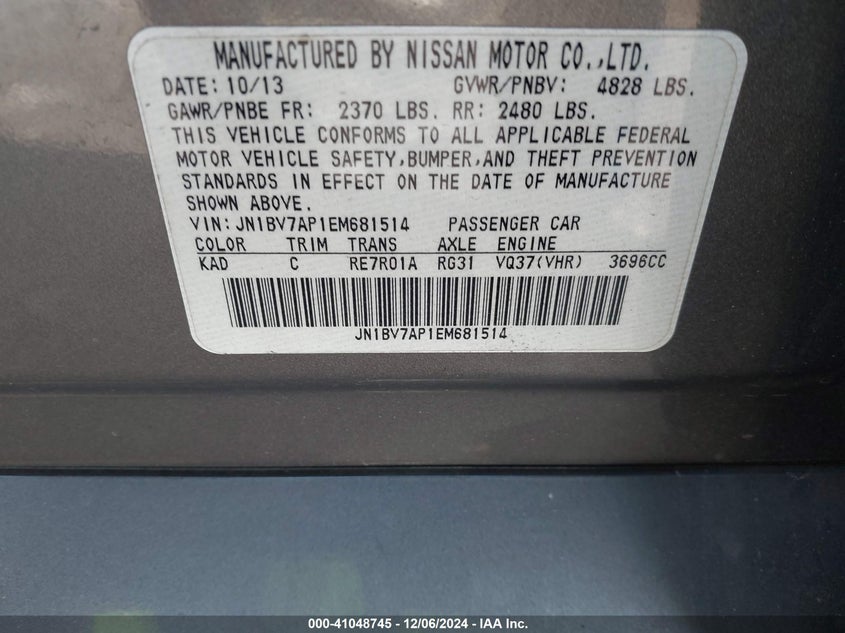 MANUFACTURED BY NISSAN MOTOR CO.,LTD.
DATE: 10/13 GVWR/PNBV: 4828 LBS.
GAWR/PNBE FR: 2370 LBS. RR: 2480 LBS.
THIS VEHICLE CONFORMS TO ALL APPLICABLE FEDERAL
MOTOR VEHICLE SAFETY,BUMPER,AND THEFT PREVENTION
STANDARDS IN EFFECT ON THE DATE OF MANUFACTURE
SHOWN ABOVE.
VIN:JN1BV7AP1EM681514 PASSENGER CAR
COLOR TRIM TRANS AXLE ENGINE
KAD C RE7R01A RG31 VQ37(VHR) 3696CC
JN1BV7AP1EM681514
000-41048745 - 12/06/2024 - IAA Inc.